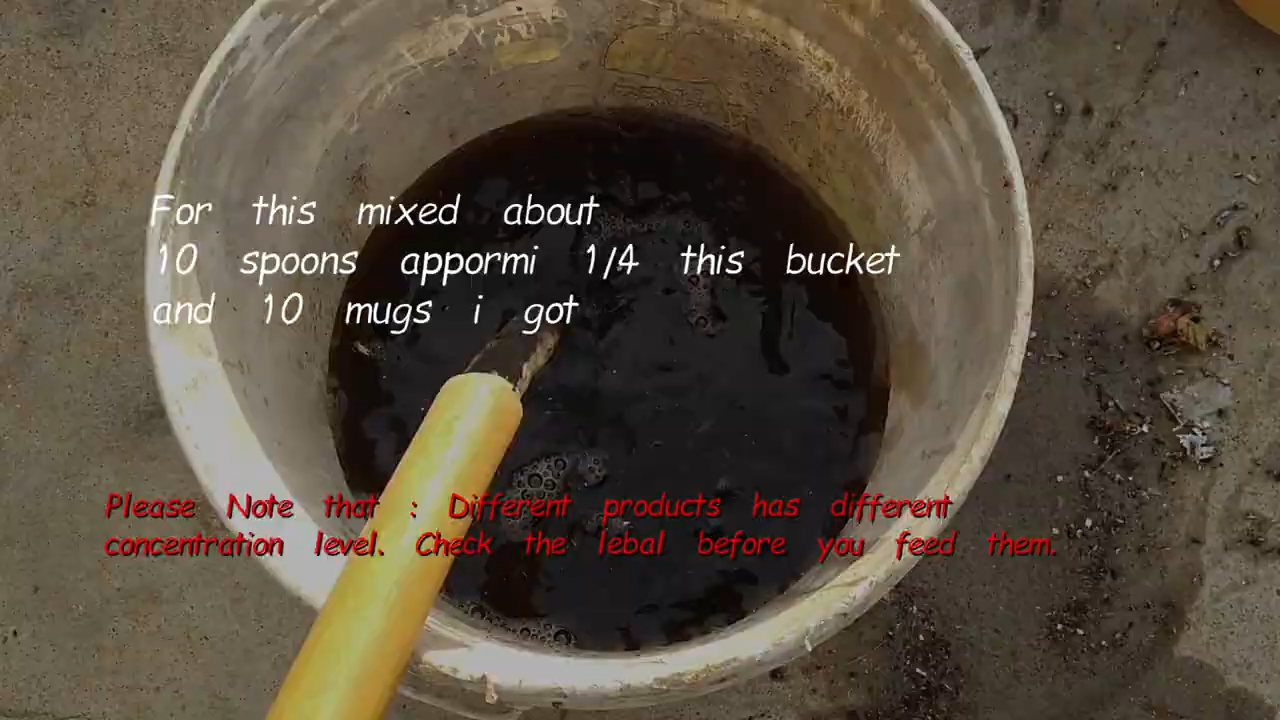 For this mixed about
10 spoons appormi 1/4 this bucket
and 10 mugs i got
Please Note that : Different products has different
concentration level. Check the lebal before you feed them.